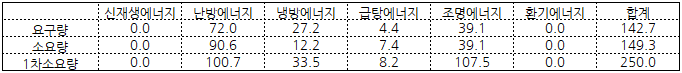 신재생에너지 난방에너지 냉방에너지 급탕에너지 조명에너지 환기에너지 합계
요구량 0.0 72.0 27.2 4.4 39.1 0.0 142.7
소요량 0.0 90.6 12.2 7.4 39.1 0.0 149.3
1차소요량 0.0 100.7 33.5 8.2 107.5 0.0 250.0